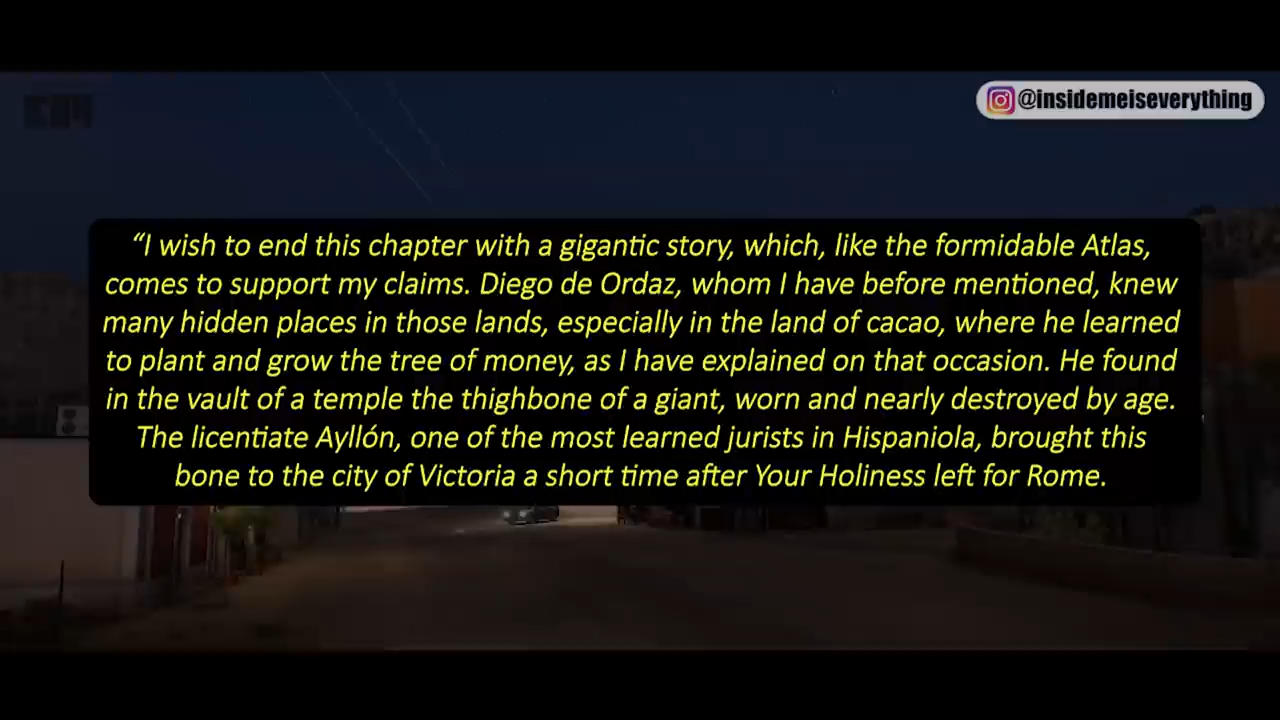 @insidemeiseverything
“I wish to end this chapter with a gigantic story, which, like the formidable Atlas,
comes to support my claims. Diego de Ordaz, whom I have before mentioned, knew
many hidden places in those lands, especially in the land of cacao, where he learned
to plant and grow the tree of money, as I have explained on that occasion. He found
in the vault of a temple the thighbone of a giant, worn and nearly destroyed by age.
The licentiate Ayllón, one of the most learned jurists in Hispaniola, brought this
bone to the city of Victoria a short time after Your Holiness left for Rome.